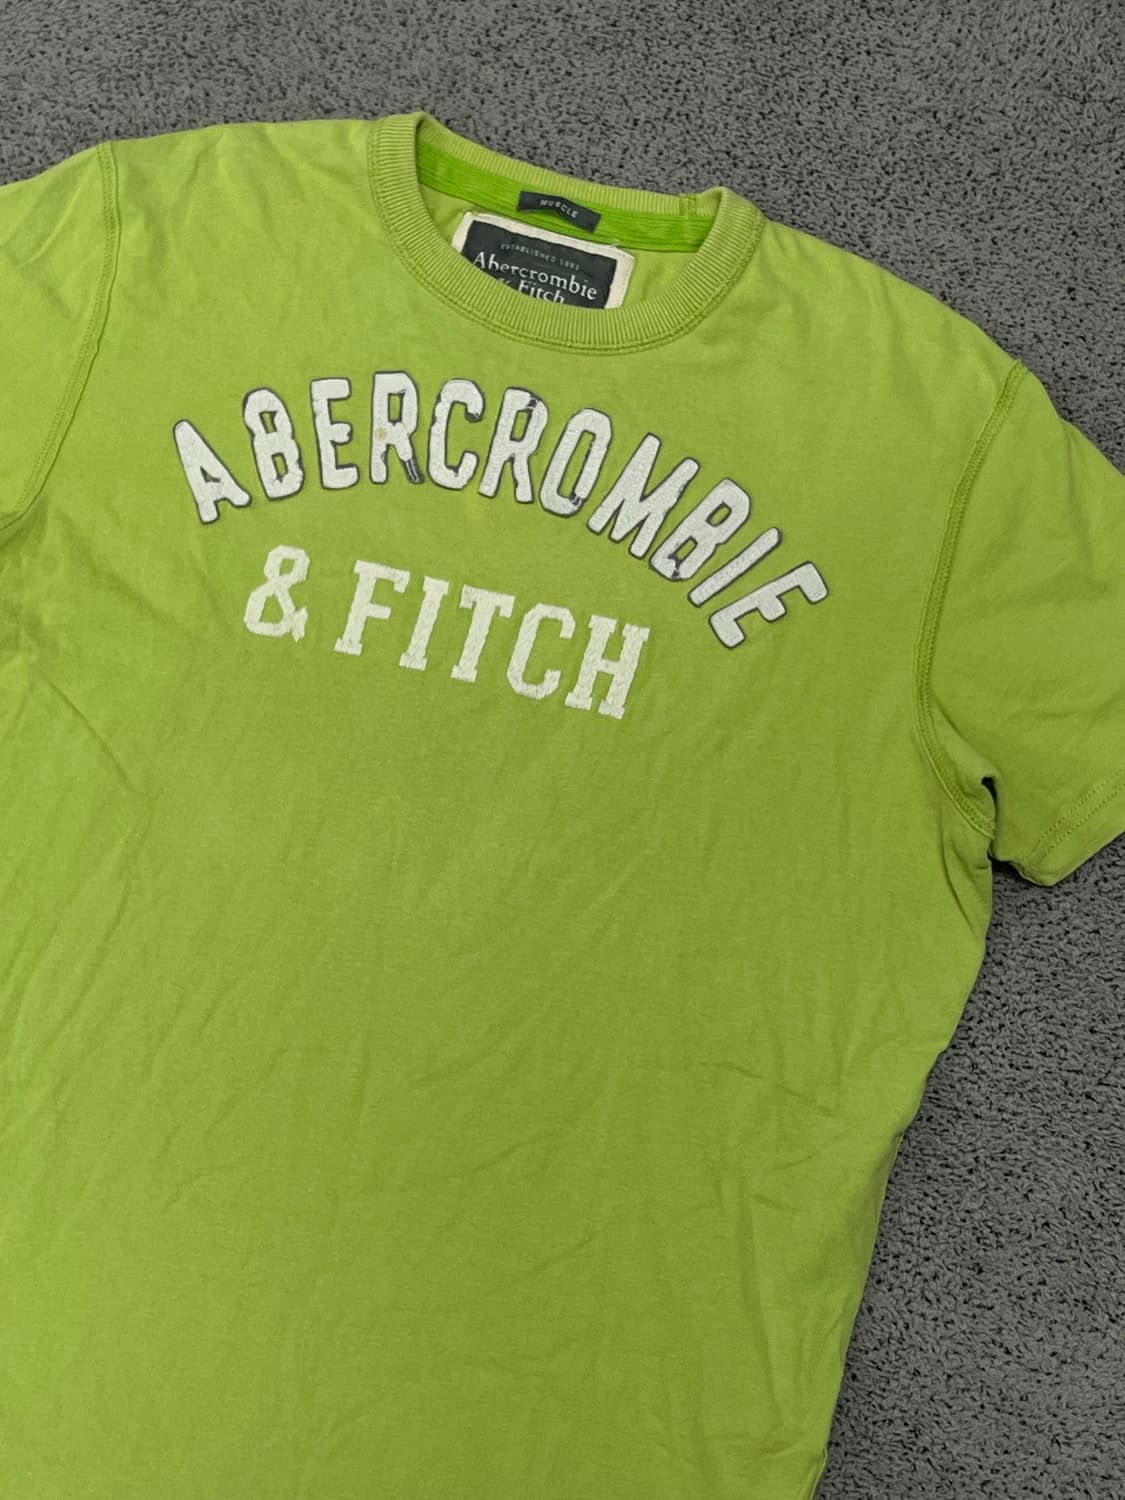 MUSCLE
ESTABLISHED 1892
Abercrombie
& Fitch
ABERCROMBIE
& FITCH